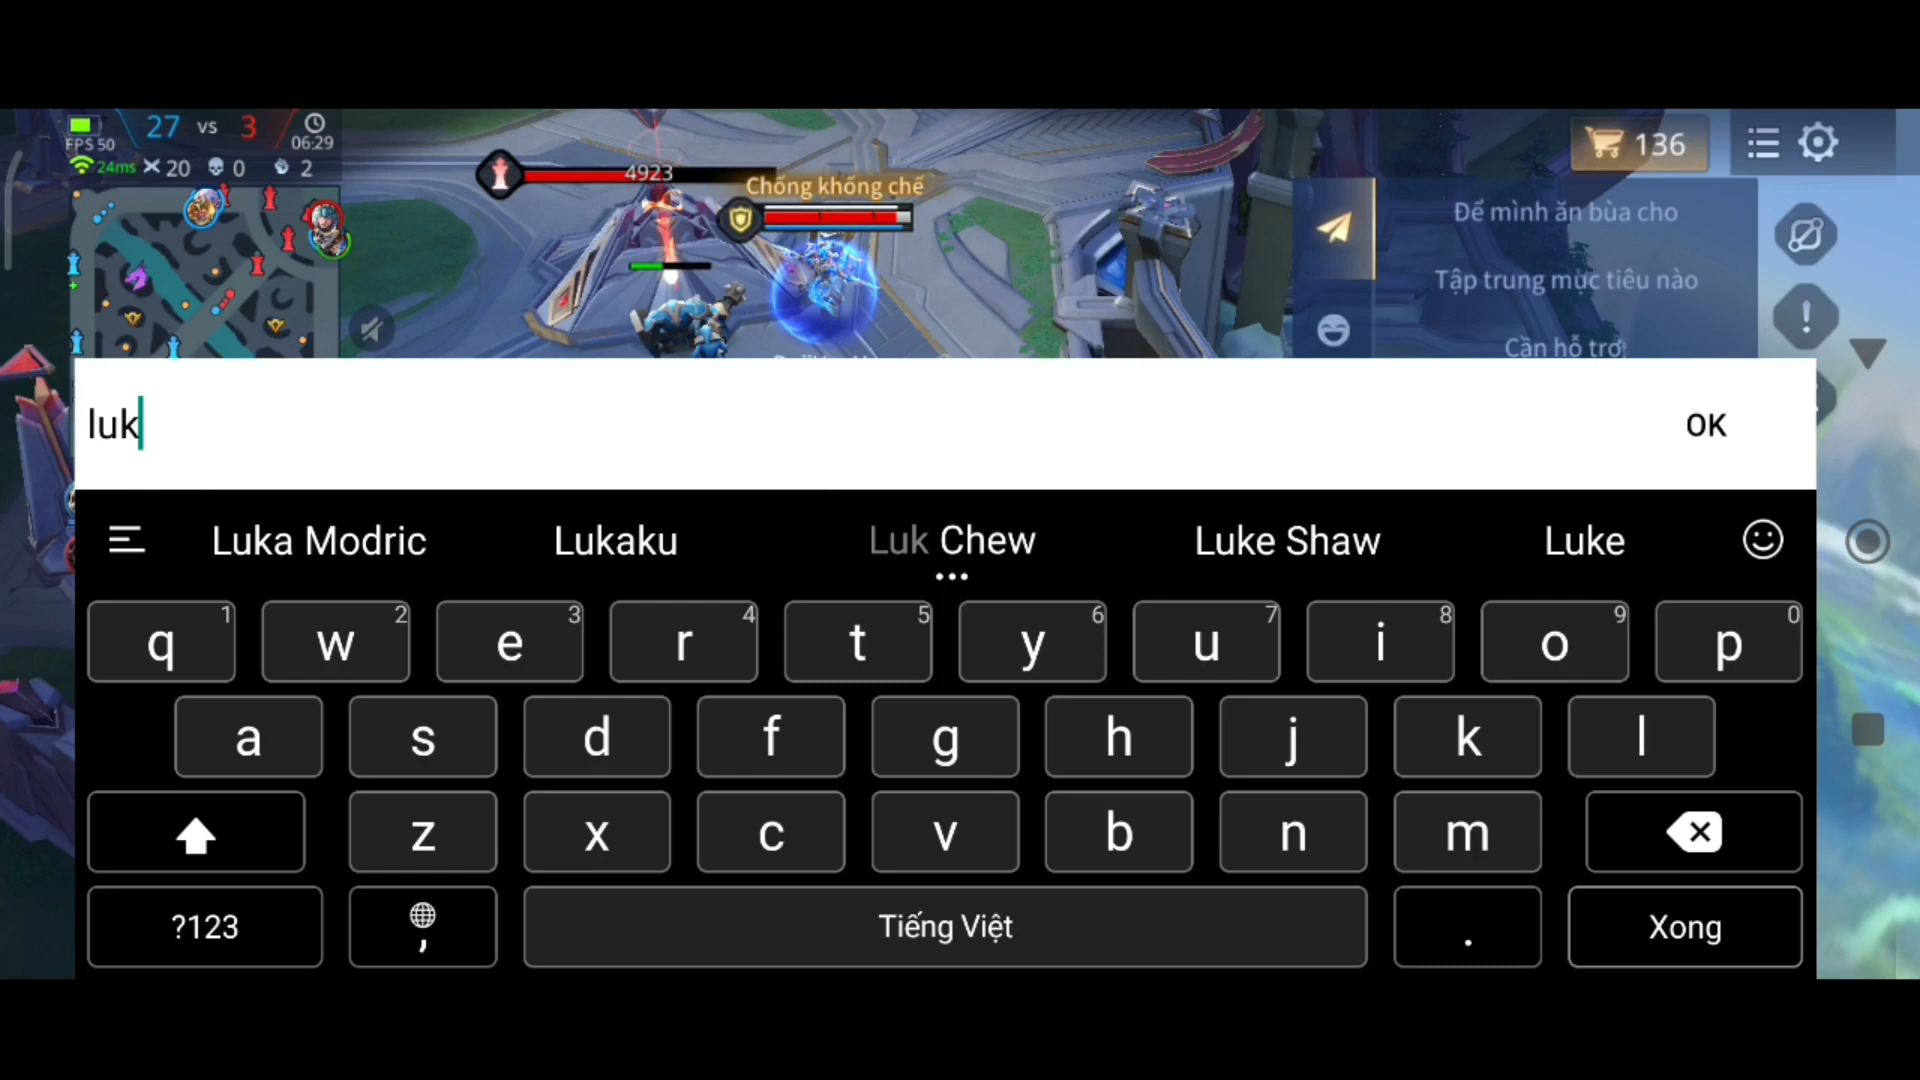 27 vs 3
FPS 50
06:29
24ms
20
0
2
4923
Chống khống chế
136
Để mình ăn bùa cho
Tập trung mục tiêu nào
Cần hỗ trợ!
luk
OK
Luka Modric
Lukaku
Luk Chew
Luke Shaw
Luke
q 1
w 2
e 3
r 4
t 5
y 6
u 7
i 8
o 9
p 0
a s d f g h j k l
z x c v b n m
?123
,
Tiếng Việt
.
Xong